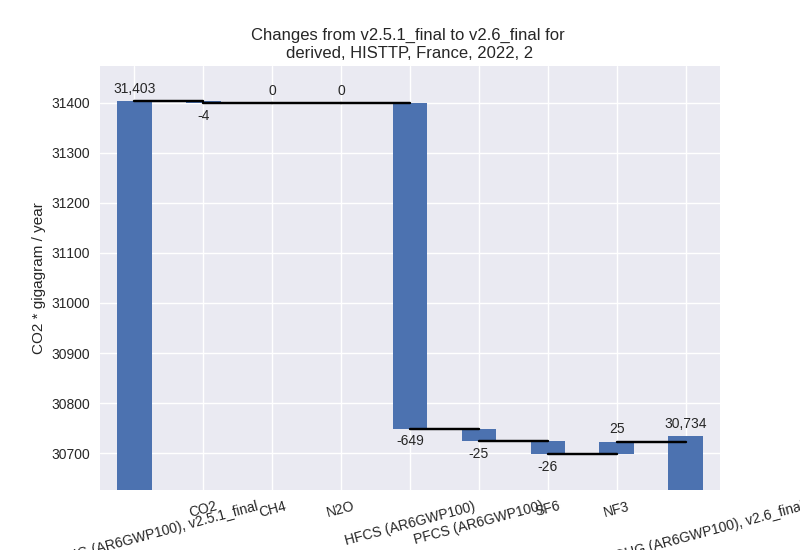 Changes from v2.5.1_final to v2.6_final for
derived, HISTTP, France, 2022, 2
31,403
0
0
-4
31400
31300
31200
31100
31000
30900
30800
30700
CO2 * gigagram / year
-649
-25
-26
25
30,734
(AR6GWP100), v2.5.1_final
CO2
CH4
N2O
HFCS (AR6GWP100)
PFCS (AR6GWP100)
SF6
NF3
(AR6GWP100), v2.6_final